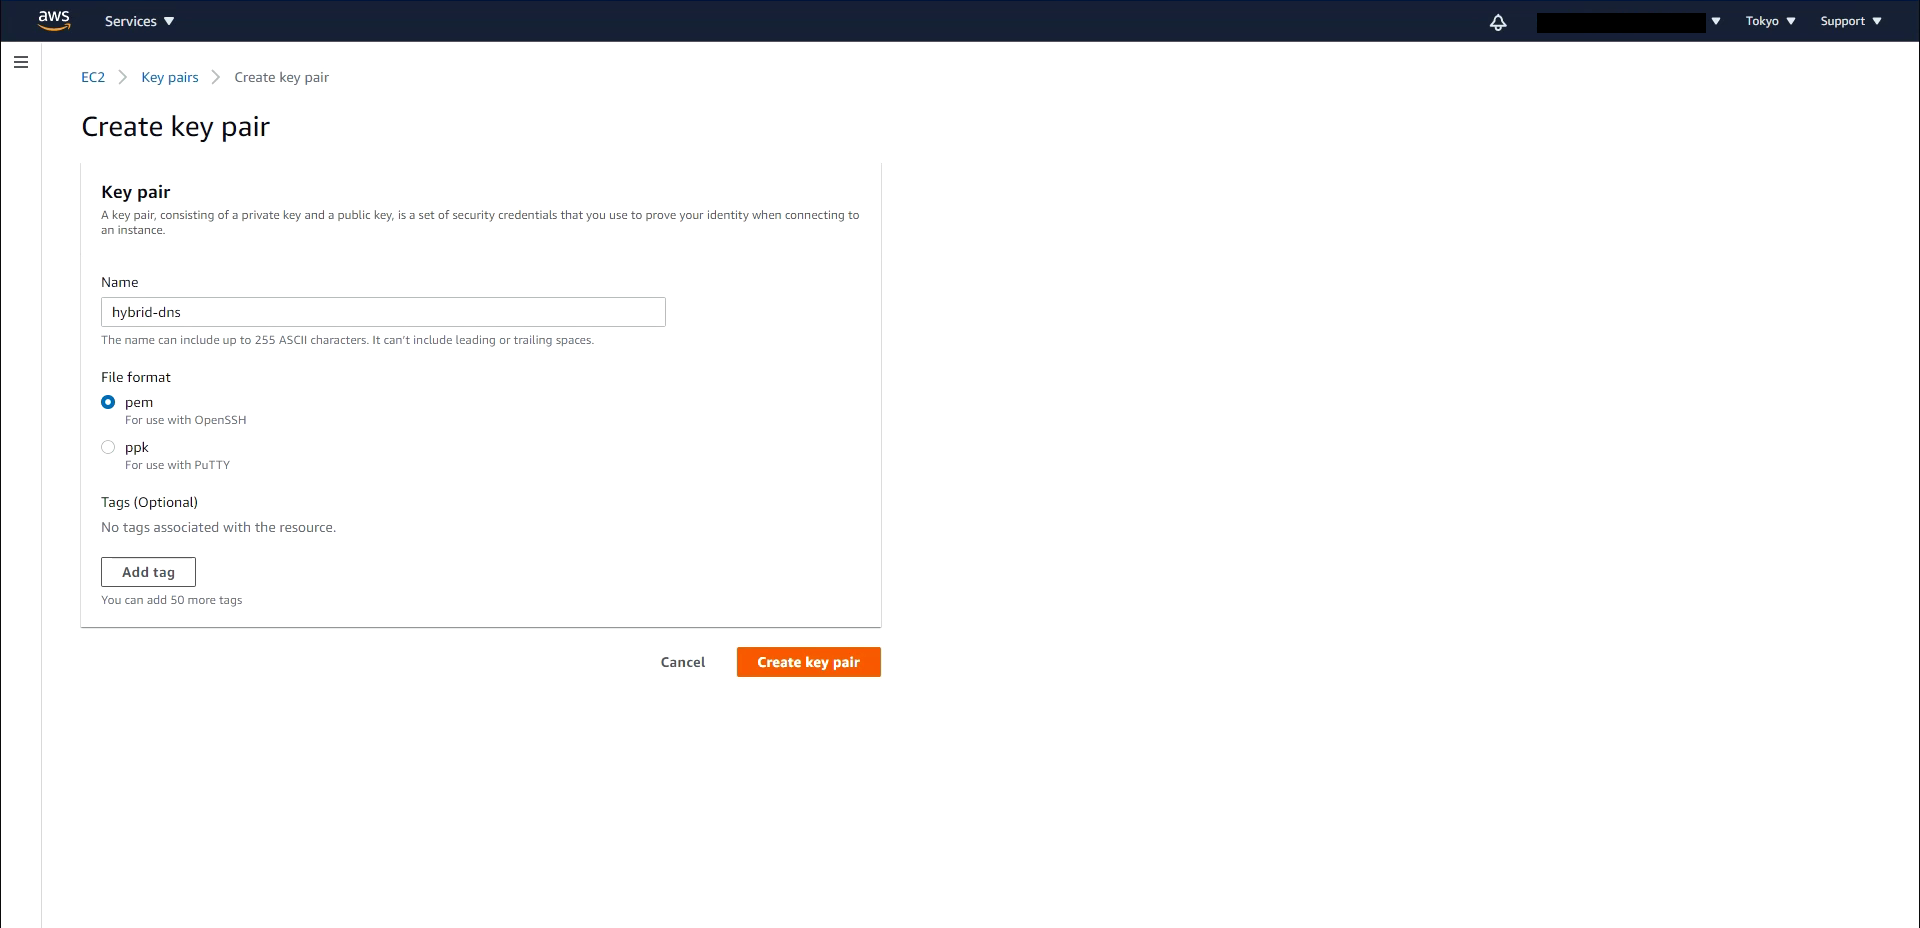 aws Services Tokyo Support
EC2 Key pairs Create key pair
Create key pair
Key pair
A key pair, consisting of a private key and a public key, is a set of security credentials that you use to prove your identity when connecting to
an instance.
Name
hybrid-dns
The name can include up to 255 ASCII characters. It can't include leading or trailing spaces.
File format
pem
For use with OpenSSH
ppk
For use with PuTTY
Tags (Optional)
No tags associated with the resource.
Add tag
You can add 50 more tags
Cancel Create key pair